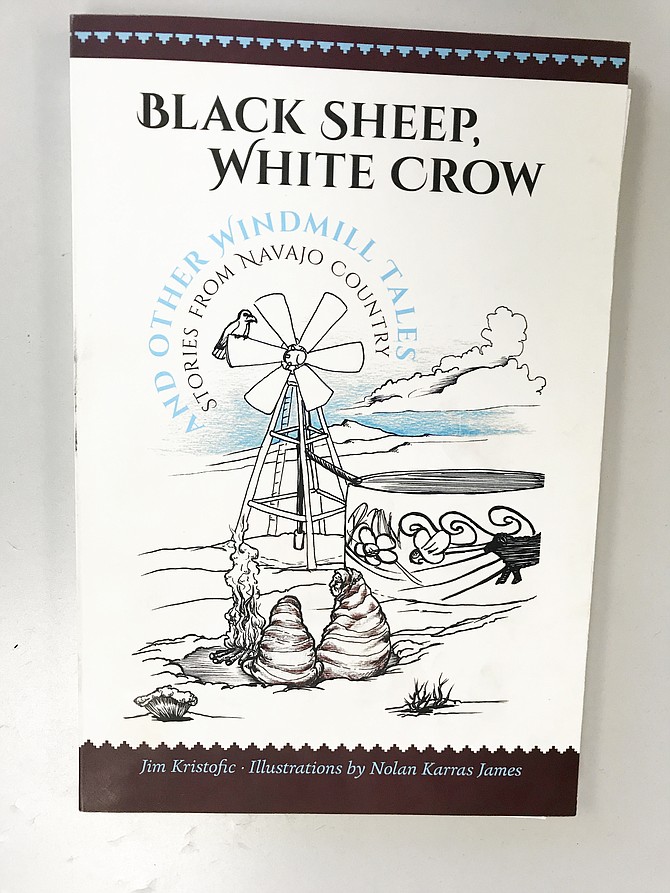 Black Sheep,
White Crow
And Other Windmill Tales
Stories from Navajo Country
Jim Kristofic · Illustrations by Nolan Karras James